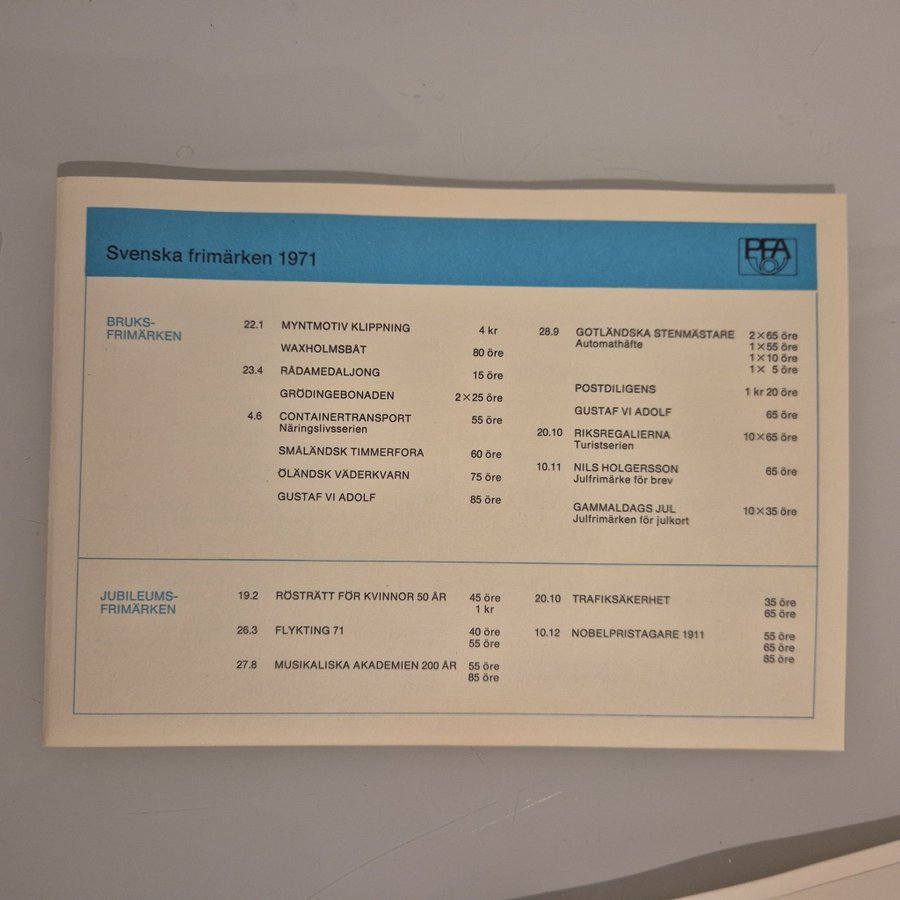 Svenska frimärken 1971
PFA
BRUKS-
FRIMÄRKEN
22.1 MYNTMOTIV KLIPPNING 4 kr
WAXHOLMSBÅT 80 öre
23.4 RÅDAMEDALJONG 15 öre
GRÖDINGEBONADEN 2×25 öre
4.6 CONTAINERTRANSPORT 55 öre
Näringslivsserien
SMÅLÄNDSK TIMMERFORA 60 öre
ÖLÄNDSK VÄDERKVARN 75 öre
GUSTAF VI ADOLF 85 öre
28.9 GOTLÄNDSKA STENMÄSTARE 2×65 öre
Automathäfte 1×55 öre
1×10 öre
1× 5 öre
POSTDILIGENS 1 kr 20 öre
GUSTAF VI ADOLF 65 öre
20.10 RIKSREGALIERNA 10×65 öre
Turistserien
10.11 NILS HOLGERSSON 65 öre
Julfrimärke för brev
GAMMALDAGS JUL 10×35 öre
Julfrimärken för julkort
JUBILEUMS-
FRIMÄRKEN
19.2 RÖSTRÄTT FÖR KVINNOR 50 ÅR 45 öre
1 kr
26.3 FLYKTING 71 40 öre
55 öre
27.8 MUSIKALISKA AKADEMIEN 200 ÅR 55 öre
85 öre
20.10 TRAFIKSÄKERHET 35 öre
65 öre
10.12 NOBELPRISTAGARE 1911 55 öre
65 öre
85 öre